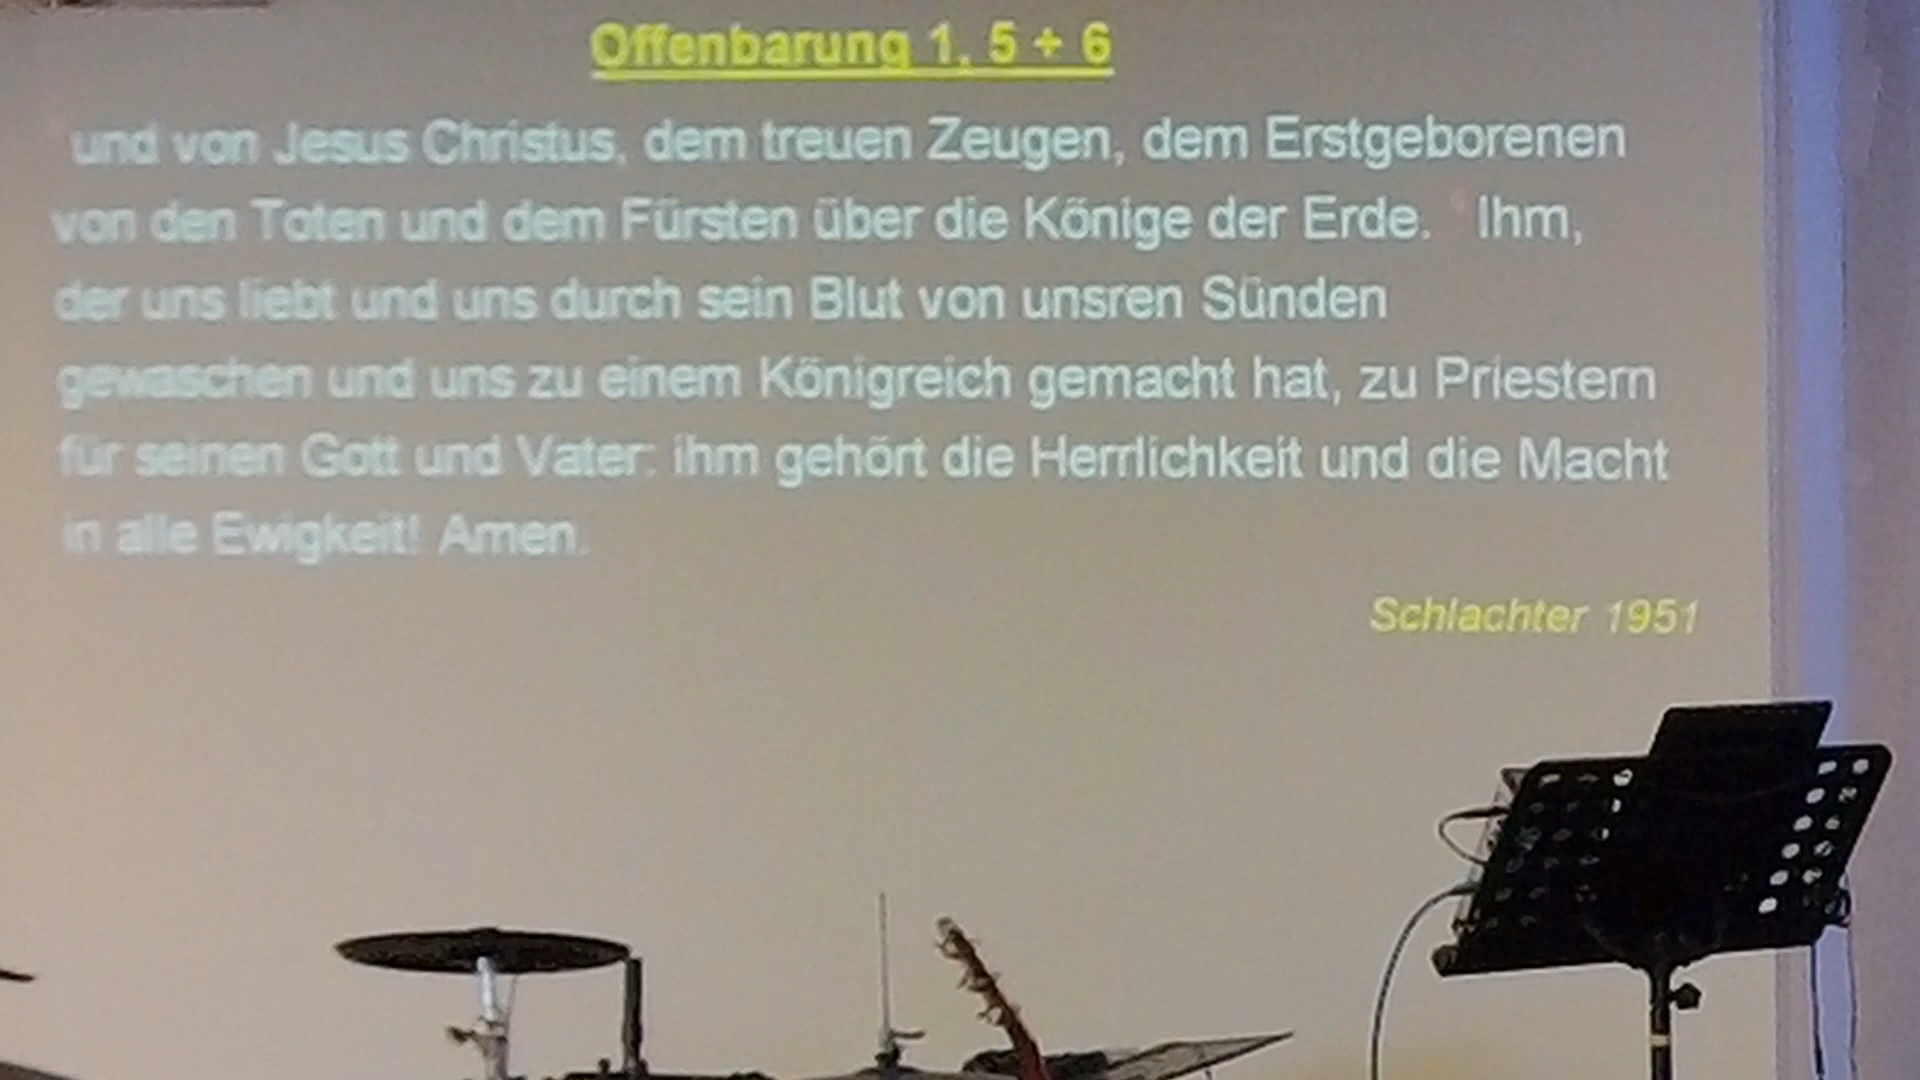 Offenbarung 1, 5 + 6
und von Jesus Christus, dem treuen Zeugen, dem Erstgeborenen
von den Toten und dem Fürsten über die Könige der Erde. Ihm,
der uns liebt und uns durch sein Blut von unsren Sünden
gewaschen und uns zu einem Königreich gemacht hat, zu Priestern
für seinen Gott und Vater: ihm gehört die Herrlichkeit und die Macht
in alle Ewigkeit! Amen.
Schlachter 1951